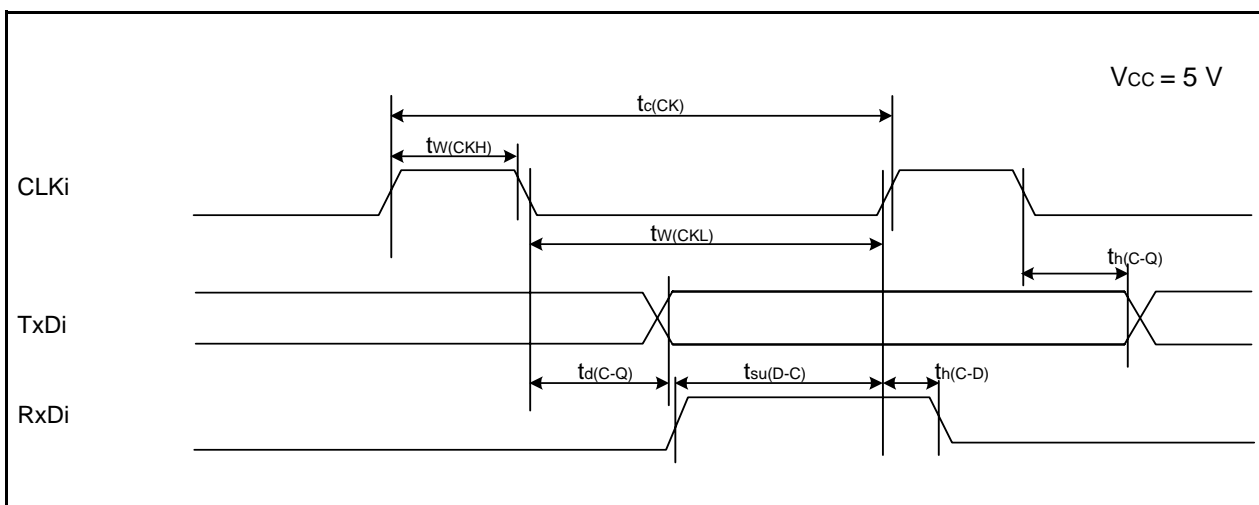 VCC = 5 V
tc(CK)
tW(CKH)
CLKi
tW(CKL)
th(C-Q)
TxDi
td(C-Q)
tsu(D-C)
th(C-D)
RxDi